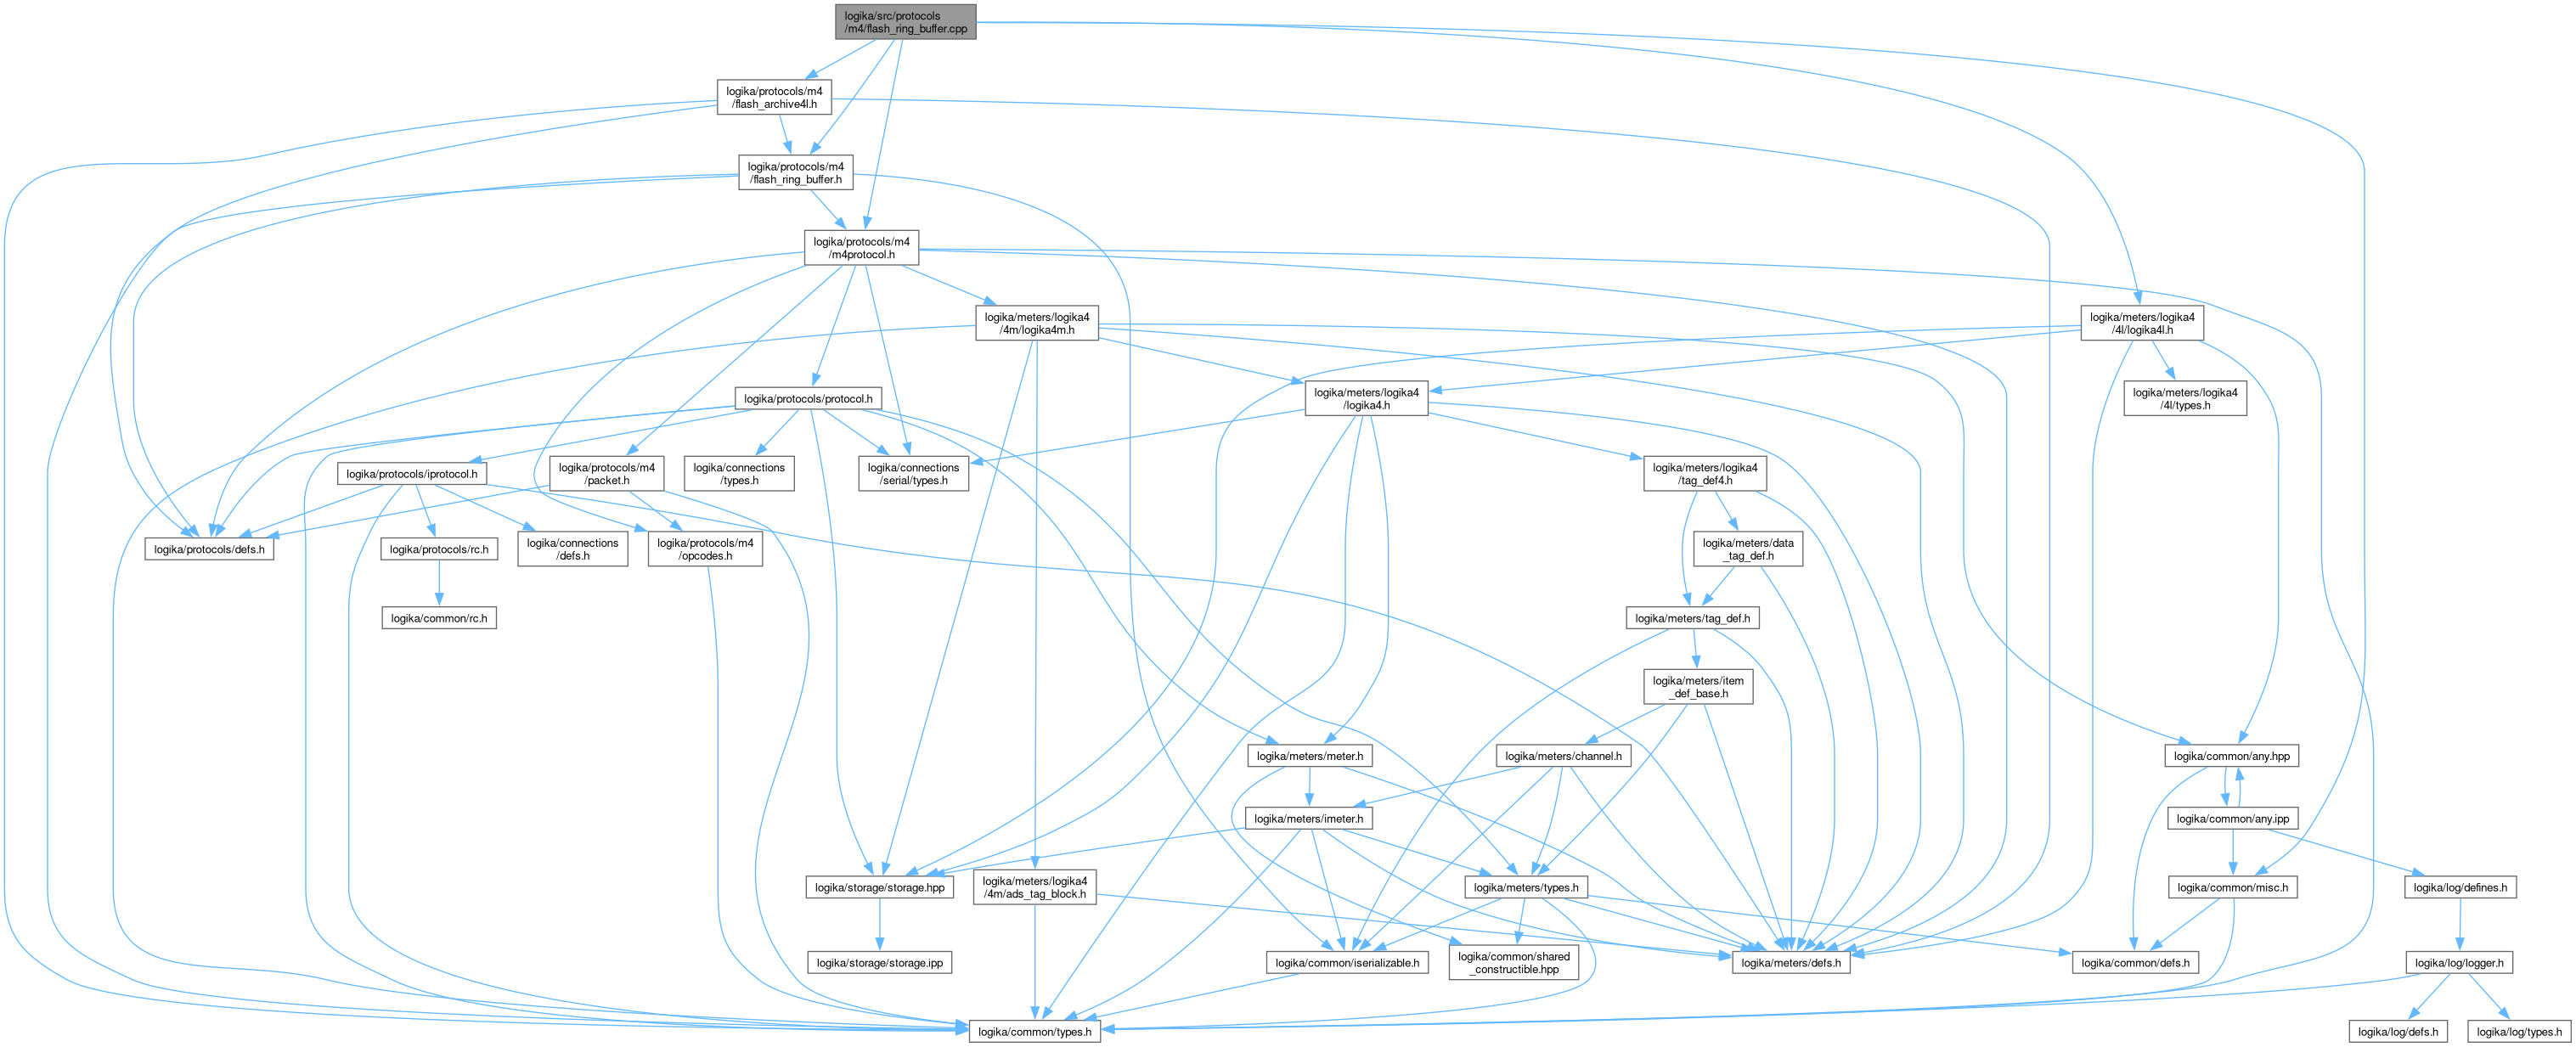 logika/src/protocols
/m4/flash_ring_buffer.cpp
logika/protocols/m4
/flash_archive4l.h
logika/protocols/m4
/flash_ring_buffer.h
logika/protocols/m4
/m4protocol.h
logika/meters/logika4
/4m/logika4m.h
logika/meters/logika4
/4l/logika4l.h
logika/protocols/protocol.h
logika/meters/logika4
/logika4.h
logika/meters/logika4
/4l/types.h
logika/protocols/iprotocol.h
logika/protocols/m4
/packet.h
logika/connections
/types.h
logika/connections
/serial/types.h
logika/meters/logika4
/tag_def4.h
logika/protocols/defs.h
logika/protocols/rc.h
logika/connections
/defs.h
logika/protocols/m4
/opcodes.h
logika/meters/data
_tag_def.h
logika/common/rc.h
logika/meters/tag_def.h
logika/meters/item
_def_base.h
logika/meters/meter.h
logika/meters/channel.h
logika/common/any.hpp
logika/meters/imeter.h
logika/common/any.ipp
logika/storage/storage.hpp
logika/meters/logika4
/4m/ads_tag_block.h
logika/meters/types.h
logika/common/misc.h
logika/log/defines.h
logika/storage/storage.ipp
logika/common/iserializable.h
logika/common/shared
_constructible.hpp
logika/meters/defs.h
logika/common/defs.h
logika/log/logger.h
logika/common/types.h
logika/log/defs.h
logika/log/types.h